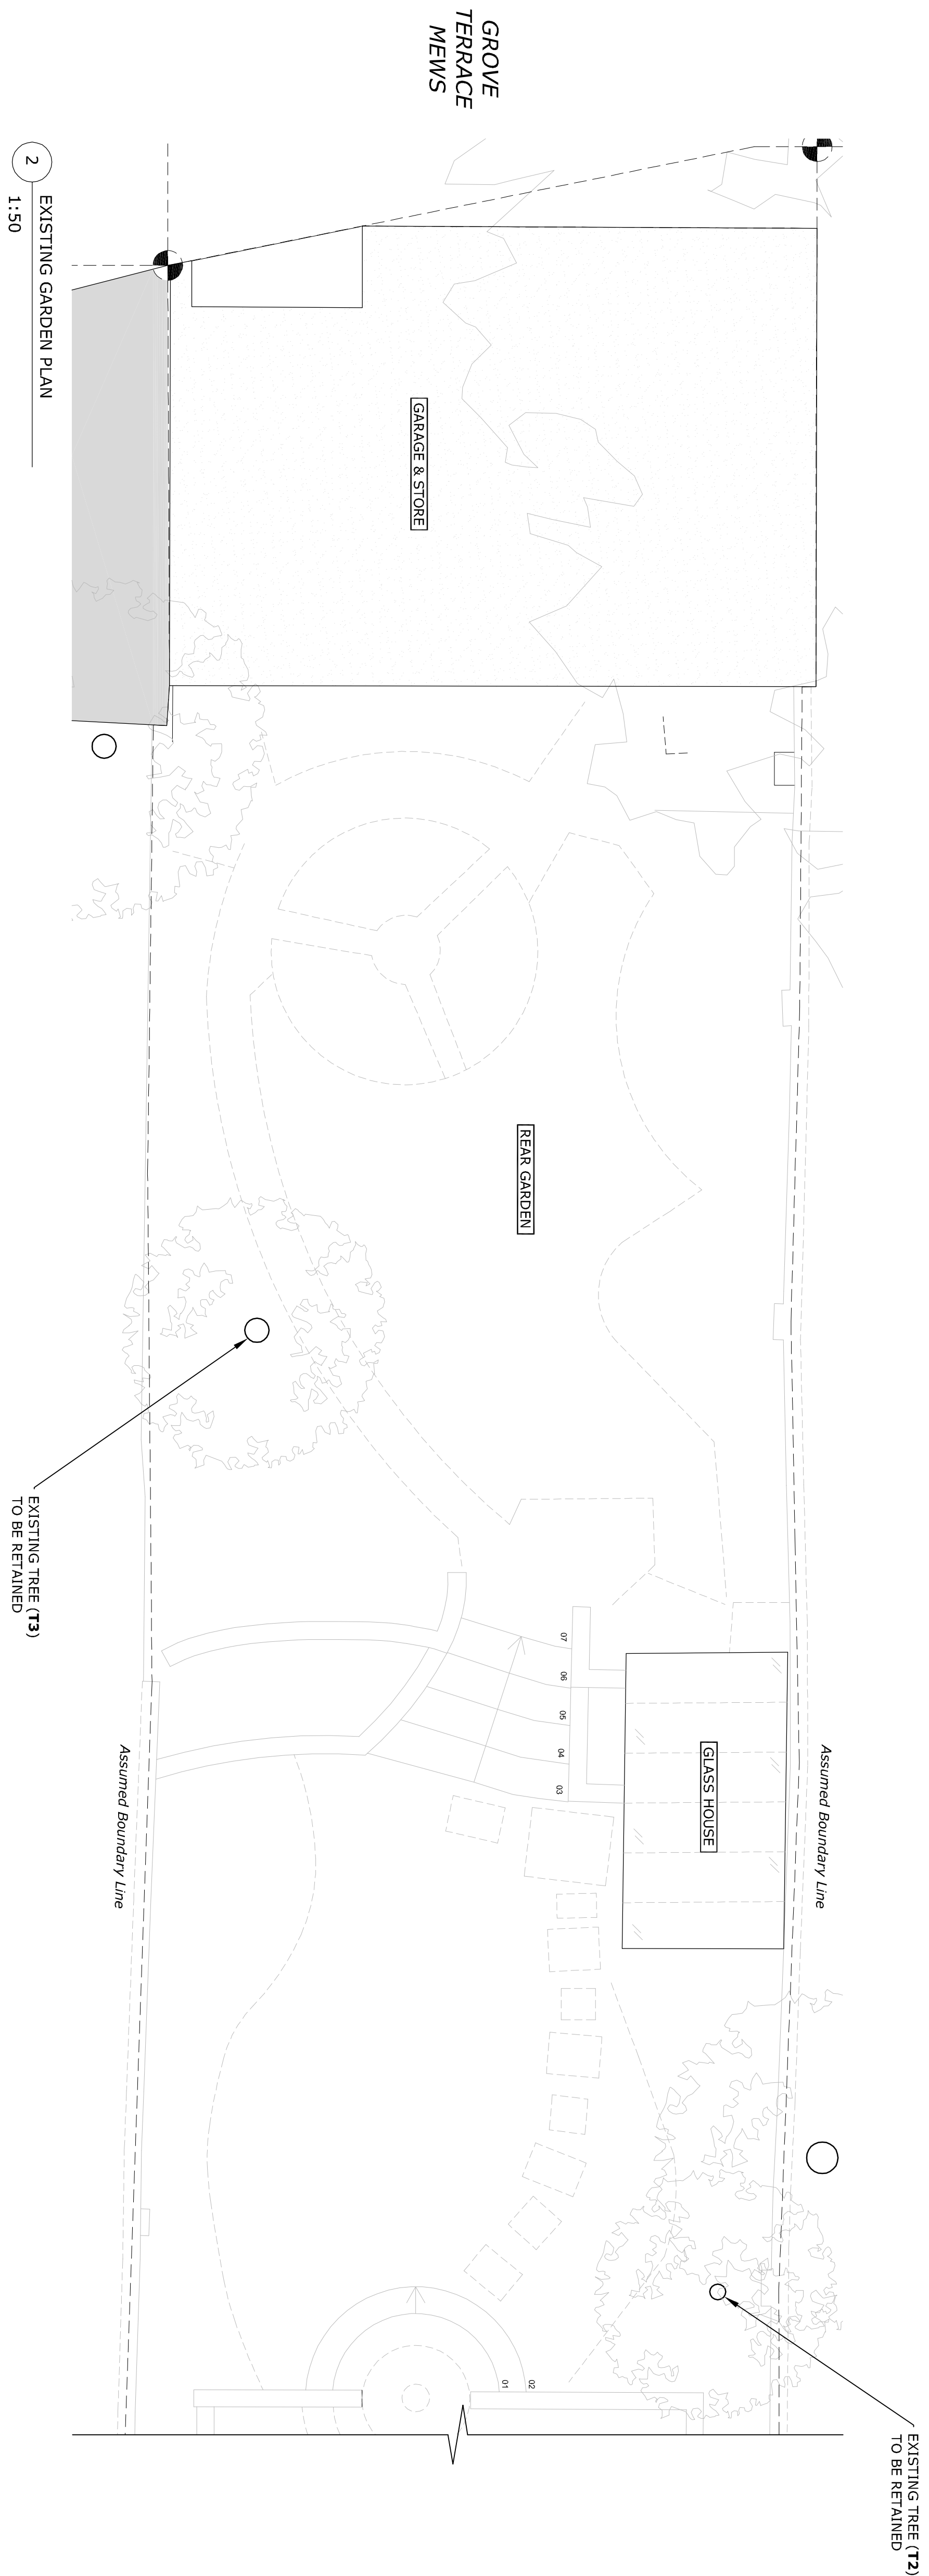 GROVE
TERRACE
MEWS
2
EXISTING GARDEN PLAN
1:50
GARAGE & STORE
REAR GARDEN
EXISTING TREE (T3)
TO BE RETAINED
07
06
05
04
03
GLASS HOUSE
Assumed Boundary Line
Assumed Boundary Line
02
01
EXISTING TREE (T2)
TO BE RETAINED